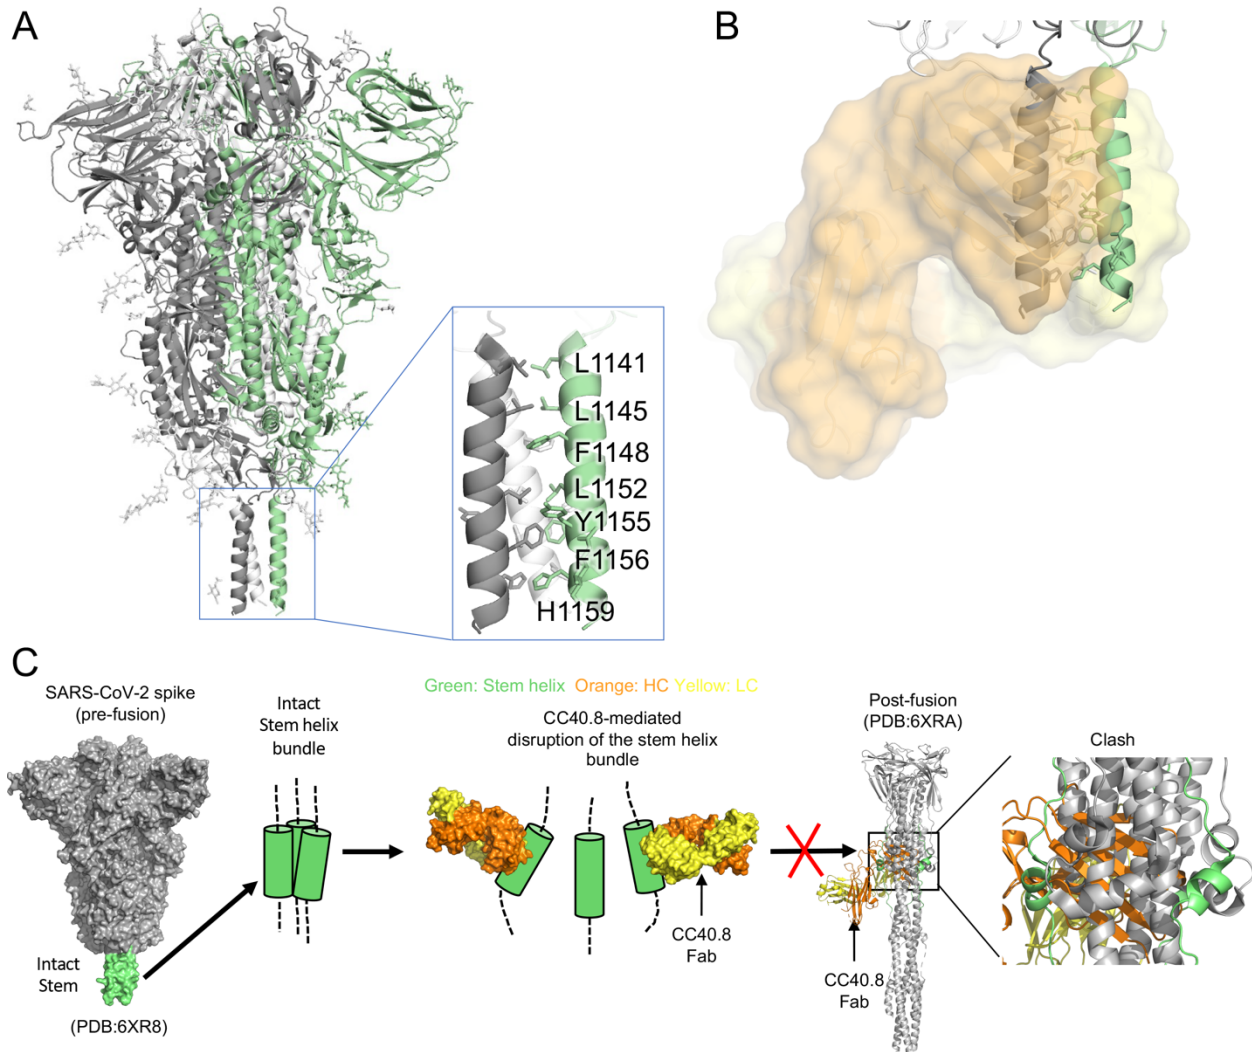 A
B
L1141
L1145
F1148
L1152
Y1155
F1156
H1159
C
SARS-CoV-2 spike
(pre-fusion)
Intact
Stem
(PDB:6XR8)
Intact
Stem helix
bundle
Green: Stem helix Orange: HC Yellow: LC
CC40.8-mediated
disruption of the stem helix
bundle
CC40.8
Fab
Post-fusion
(PDB:6XRA)
CC40.8
Fab
Clash